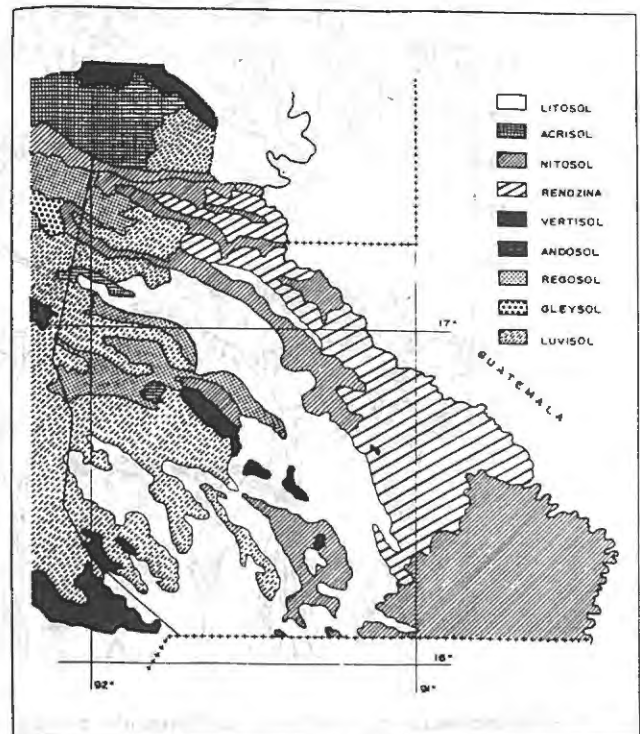 LITOSOL
ACRISOL
NITOSOL
RENDZINA
VERTISOL
ANDOSOL
REGOSOL
GLEYSOL
LUVISOL
17°
GUATEMALA
16°
92°
91°